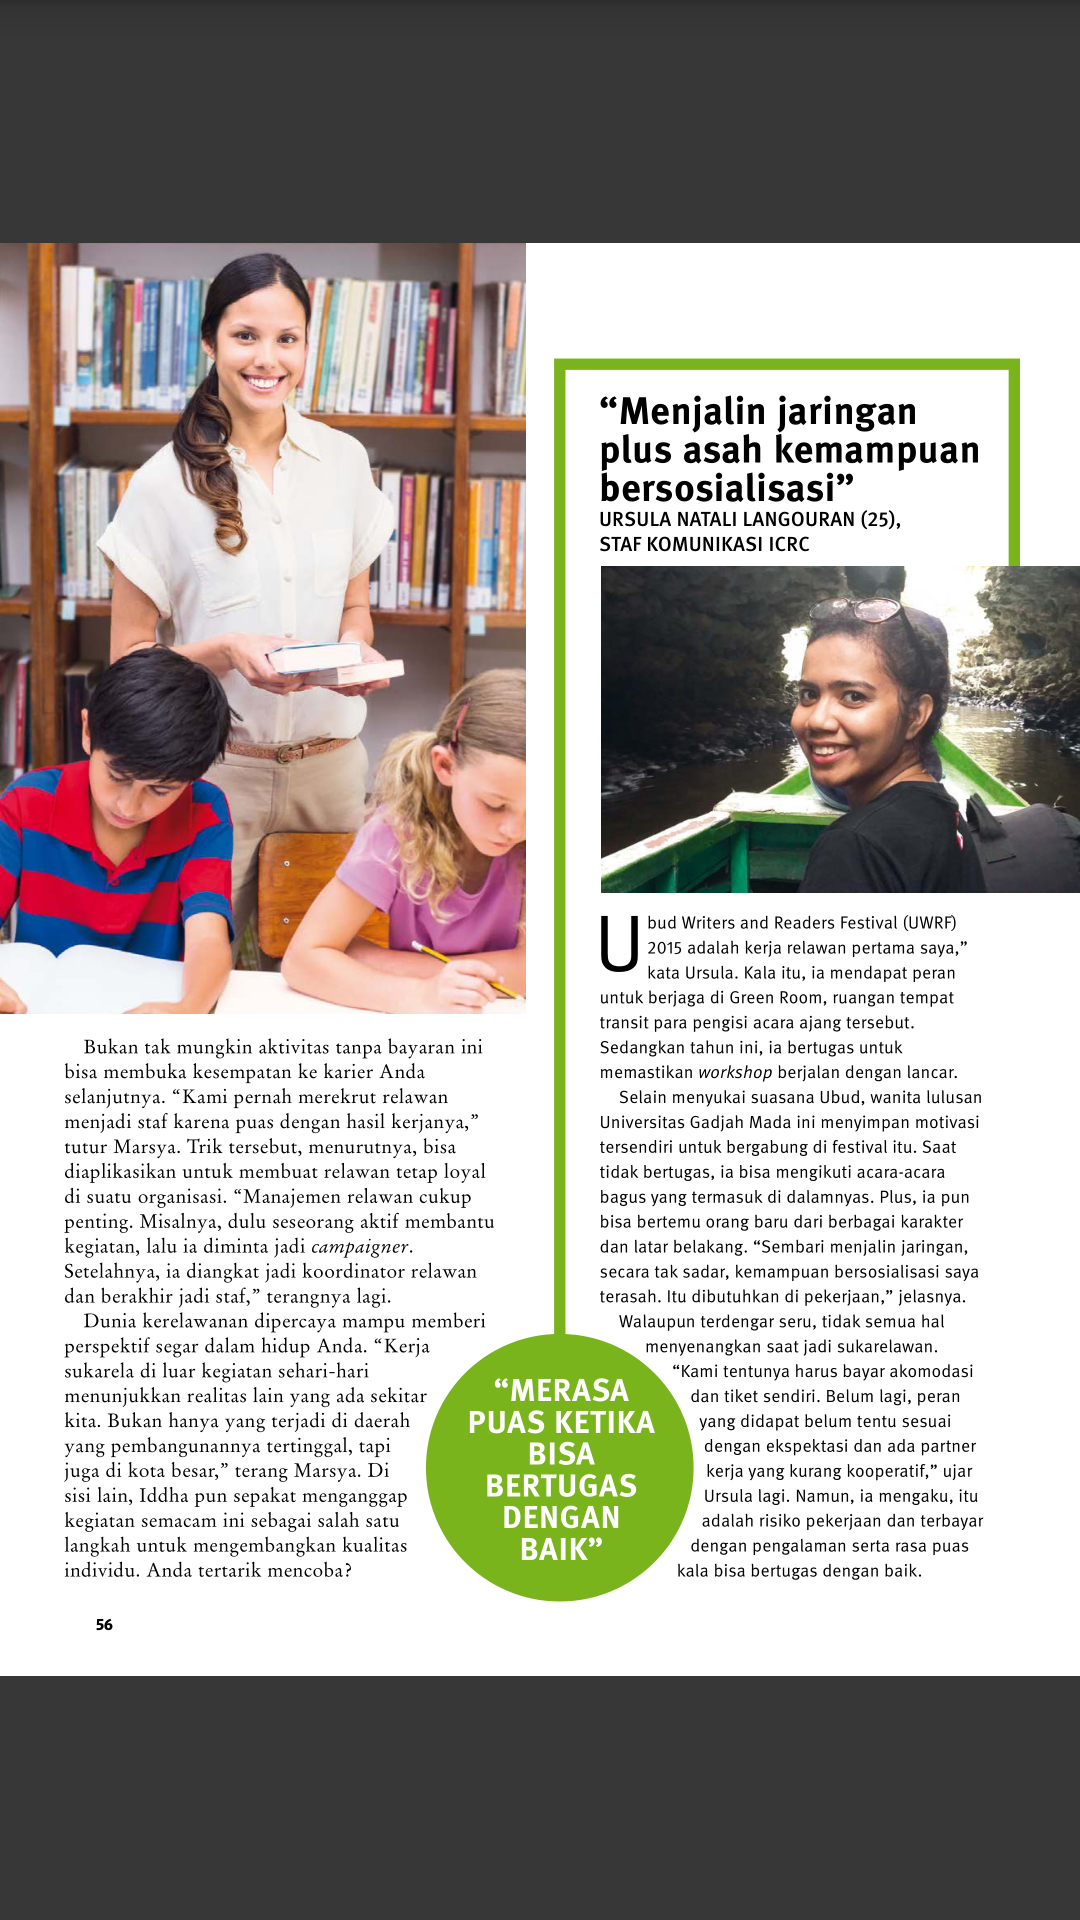 Bukan tak mungkin aktivitas tanpa bayaran ini
bisa membuka kesempatan ke karier Anda
selanjutnya. “Kami pernah merekrut relawan
menjadi staf karena puas dengan hasil kerjanya,”
tutur Marsya. Trik tersebut, menurutnya, bisa
diaplikasikan untuk membuat relawan tetap loyal
di suatu organisasi. “Manajemen relawan cukup
penting. Misalnya, dulu seseorang aktif membantu
kegiatan, lalu ia diminta jadi campaigner.
Setelahnya, ia diangkat jadi koordinator relawan
dan berakhir jadi staf,” terangnya lagi.
Dunia kerelawanan dipercaya mampu memberi
perspektif segar dalam hidup Anda. “Kerja
sukarela di luar kegiatan sehari-hari
menunjukkan realitas lain yang ada sekitar
kita. Bukan hanya yang terjadi di daerah
yang pembangunannya tertinggal, tapi
juga di kota besar,” terang Marsya. Di
sisi lain, Iddha pun sepakat menganggap
kegiatan semacam ini sebagai salah satu
langkah untuk mengembangkan kualitas
individu. Anda tertarik mencoba?
“Menjalin jaringan
plus asah kemampuan
bersosialisasi”
URSULA NATALI LANGOURAN (25),
STAF KOMUNIKASI ICRC
Ubud Writers and Readers Festival (UWRF)
2015 adalah kerja relawan pertama saya,”
kata Ursula. Kala itu, ia mendapat peran
untuk berjaga di Green Room, ruangan tempat
transit para pengisi acara ajang tersebut.
Sedangkan tahun ini, ia bertugas untuk
memastikan workshop berjalan dengan lancar.
Selain menyukai suasana Ubud, wanita lulusan
Universitas Gadjah Mada ini menyimpan motivasi
tersendiri untuk bergabung di festival itu. Saat
tidak bertugas, ia bisa mengikuti acara-acara
bagus yang termasuk di dalamnyas. Plus, ia pun
bisa bertemu orang baru dari berbagai karakter
dan latar belakang. “Sembari menjalin jaringan,
secara tak sadar, kemampuan bersosialisasi saya
terasah. Itu dibutuhkan di pekerjaan,” jelasnya.
Walaupun terdengar seru, tidak semua hal
menyenangkan saat jadi sukarelawan.
“Kami tentunya harus bayar akomodasi
dan tiket sendiri. Belum lagi, peran
yang didapat belum tentu sesuai
dengan ekspektasi dan ada partner
kerja yang kurang kooperatif,” ujar
Ursula lagi. Namun, ia mengaku, itu
adalah risiko pekerjaan dan terbayar
dengan pengalaman serta rasa puas
kala bisa bertugas dengan baik.
“MERASA
PUAS KETIKA
BISA
BERTUGAS
DENGAN
BAIK”
56